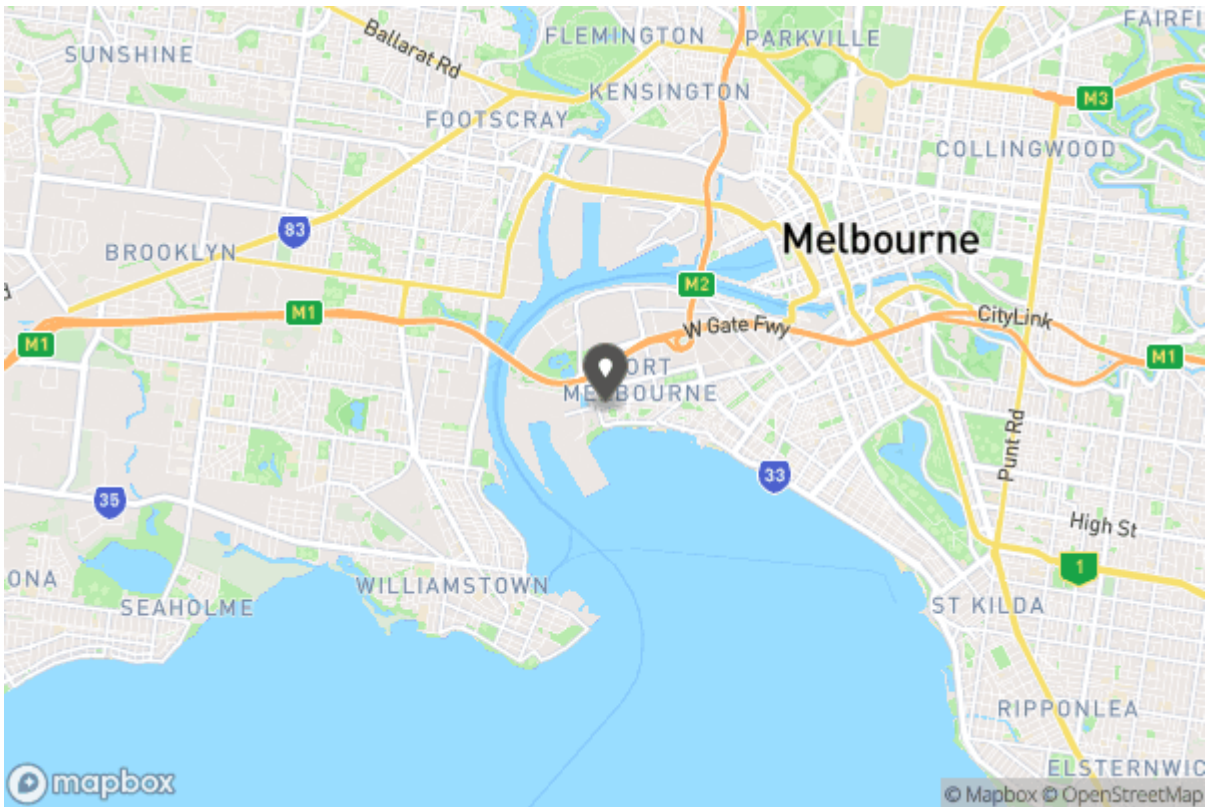 FAIRFI
FLEMINGTON
PARKVILLE
SUNSHINE
Ballarat Rd
KENSINGTON
M3
FOOTSCRAY
COLLINGWOOD
83
Melbourne
BROOKLYN
M2
M1
CityLink
W Gate Fwy
M1
M1
ORT
MELBOURNE
Punt Rd
33
35
High St
1
ONA
WILLIAMSTOWN
SEAHOLME
ST KILDA
RIPPONLEA
ELSTERNWIC
mapbox
© Mapbox © OpenStreetMap